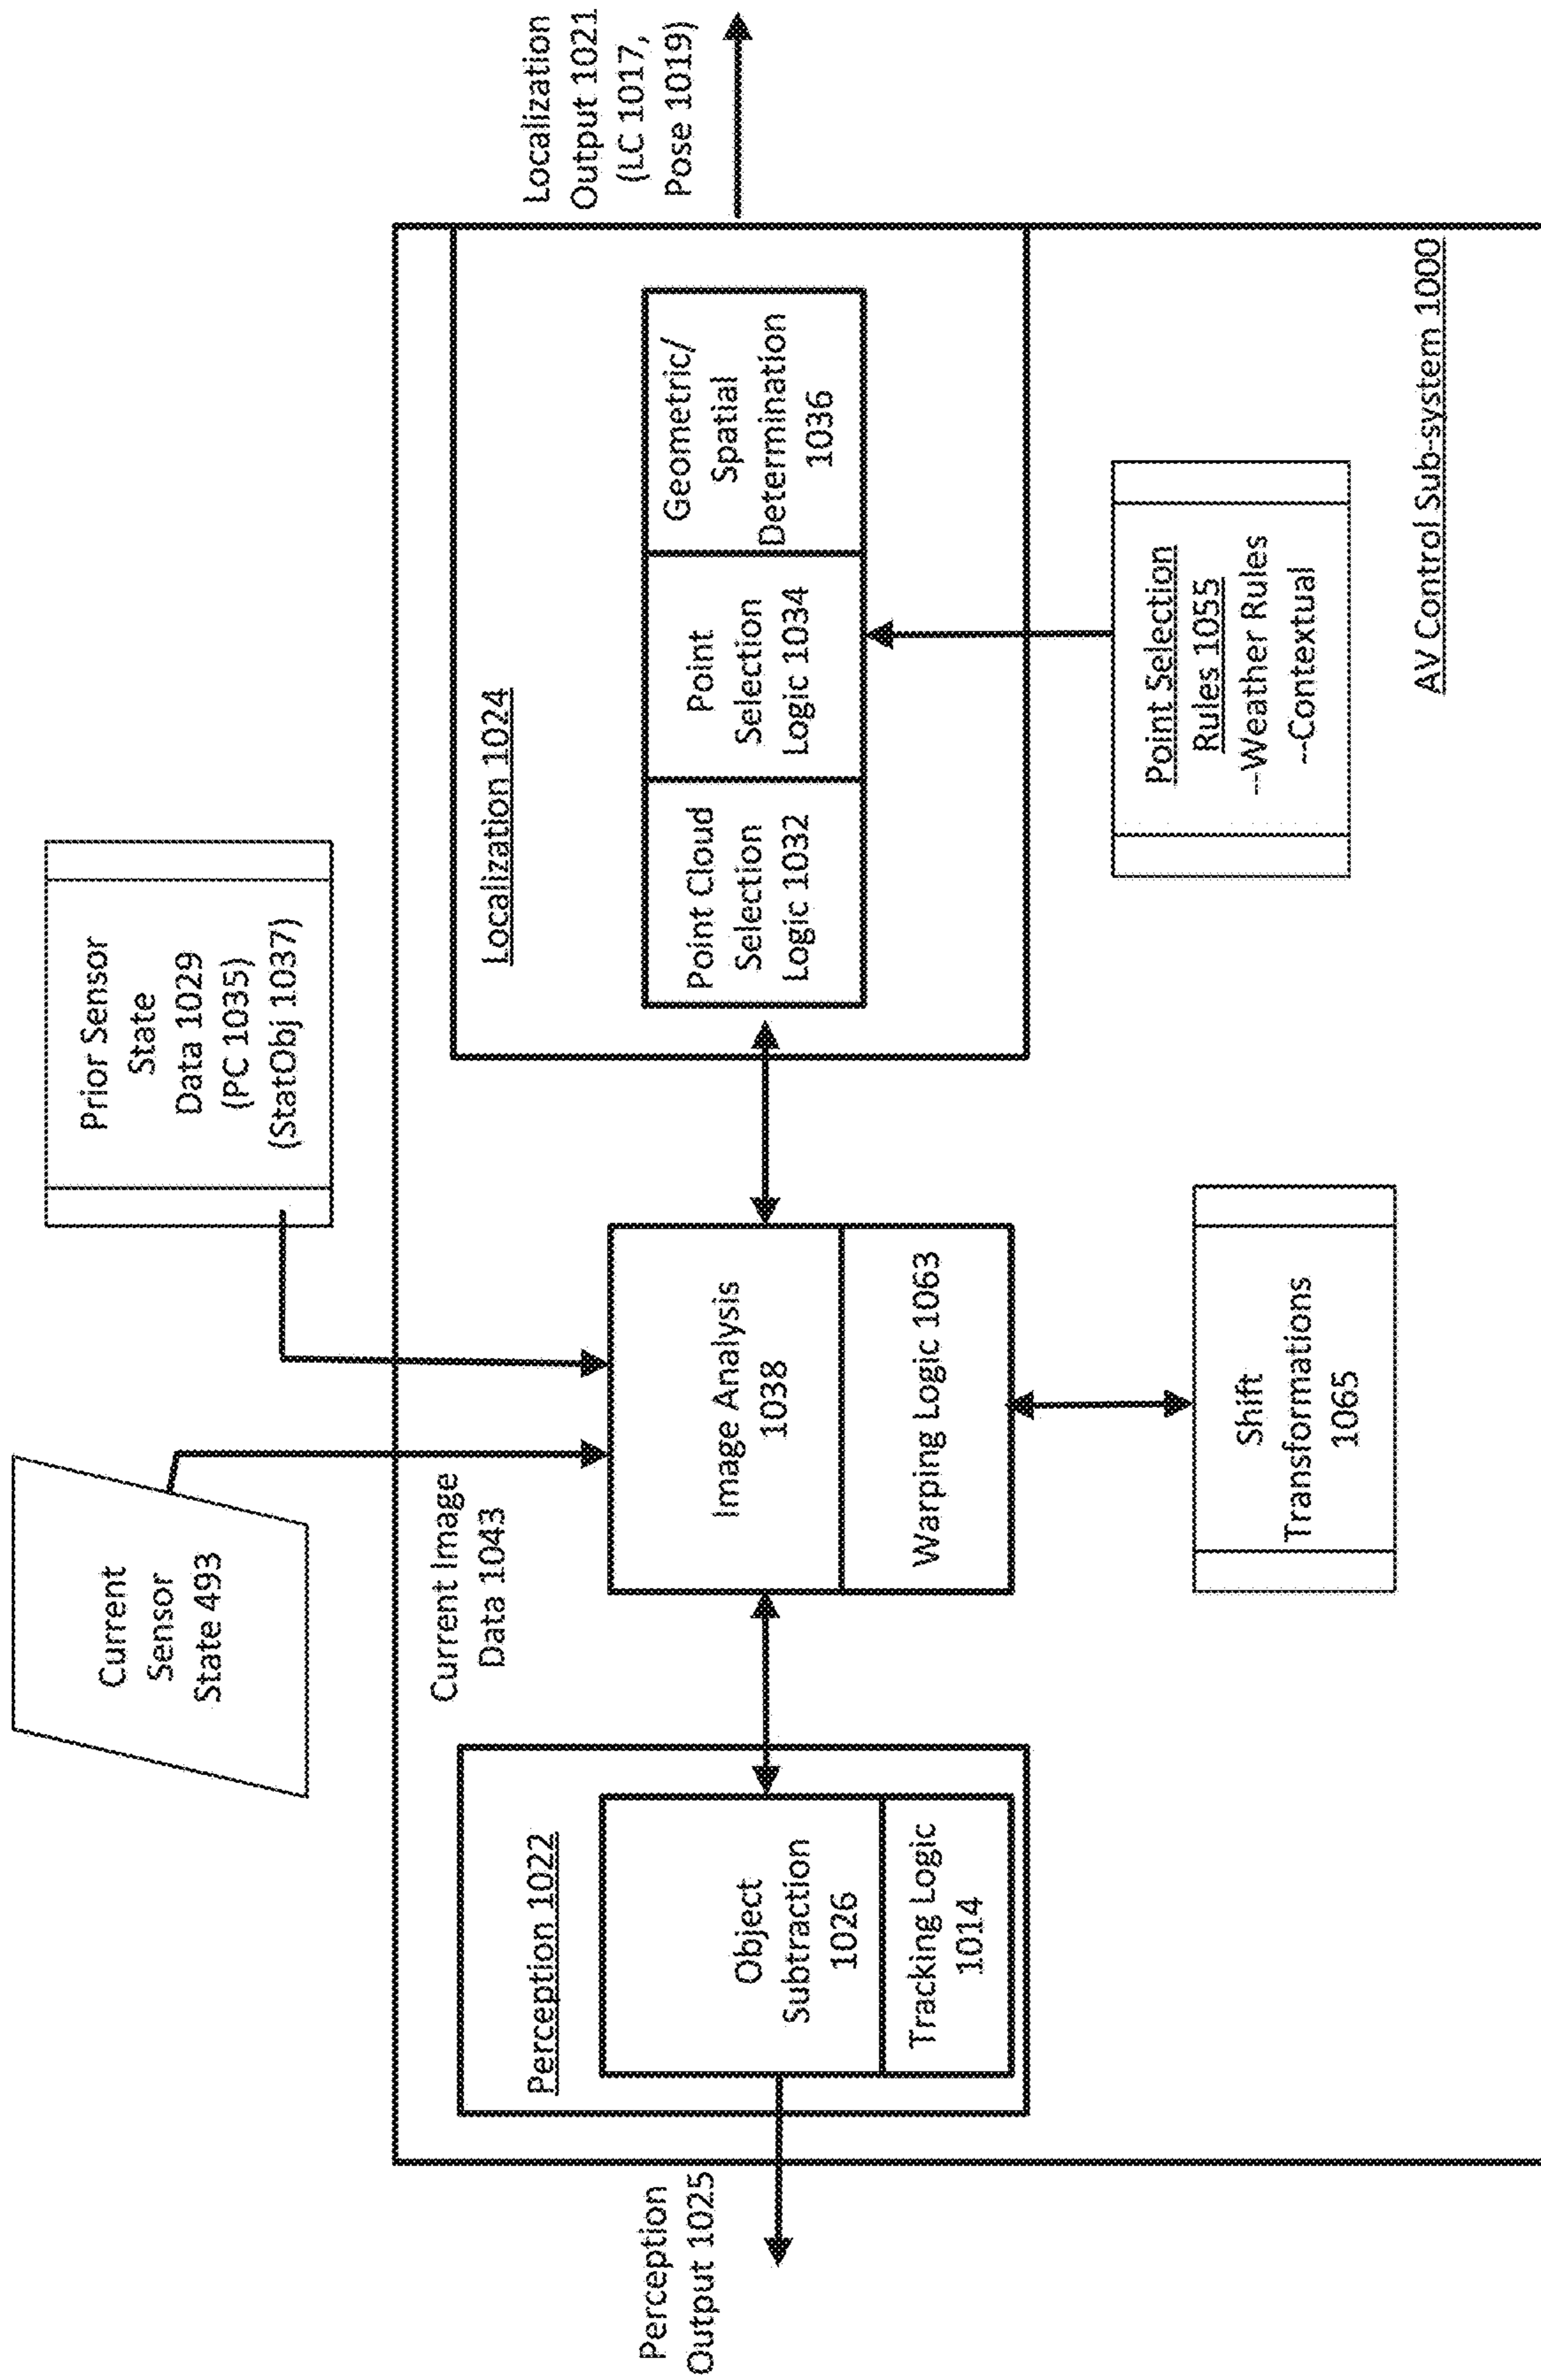 Current
Sensor
State 493
Prior Sensor
State
Data 1029
(PC 1035)
(StatObj 1037)
Current Image
Data 1043
Perception
Output 1025
Perception 1022
Object
Subtraction
1026
Tracking Logic
1014
Image Analysis
1038
Warping Logic 1063
Shift
Transformations
1065
Localization 1024
Point Cloud
Selection
Logic 1032
Point
Selection
Logic 1034
Geometric/
Spatial
Determination
1036
Point Selection
Rules 1055
--Weather Rules
--Contextual
Localization
Output 1021
(LC 1017,
Pose 1019)
AV Control Sub-system 1000